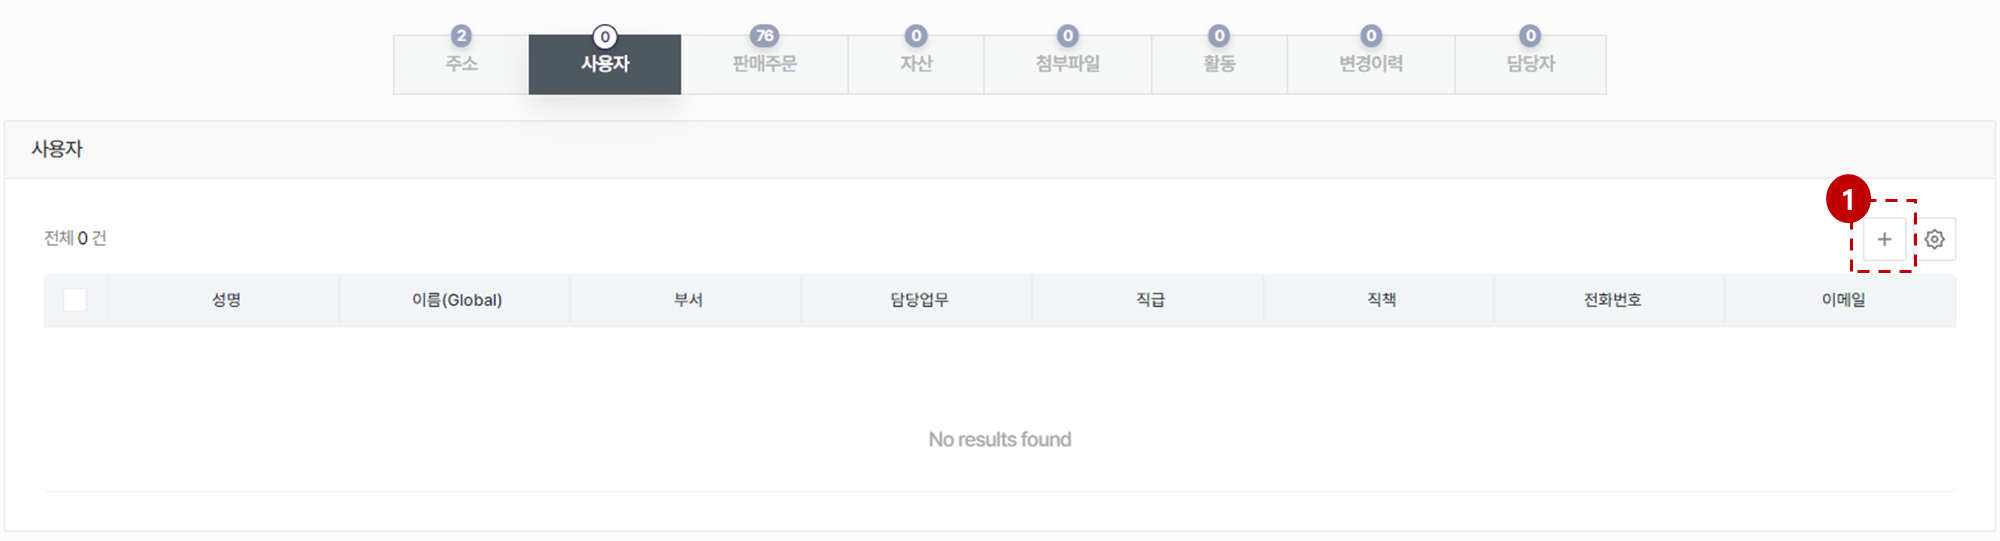 2 0 76 0 0 0 0 0
주소 사용자 판매주문 자산 첨부파일 활동 변경이력 담당자
사용자
1
전체 0 건 +
성명 이름(Global) 부서 담당업무 직급 직책 전화번호 이메일
No results found